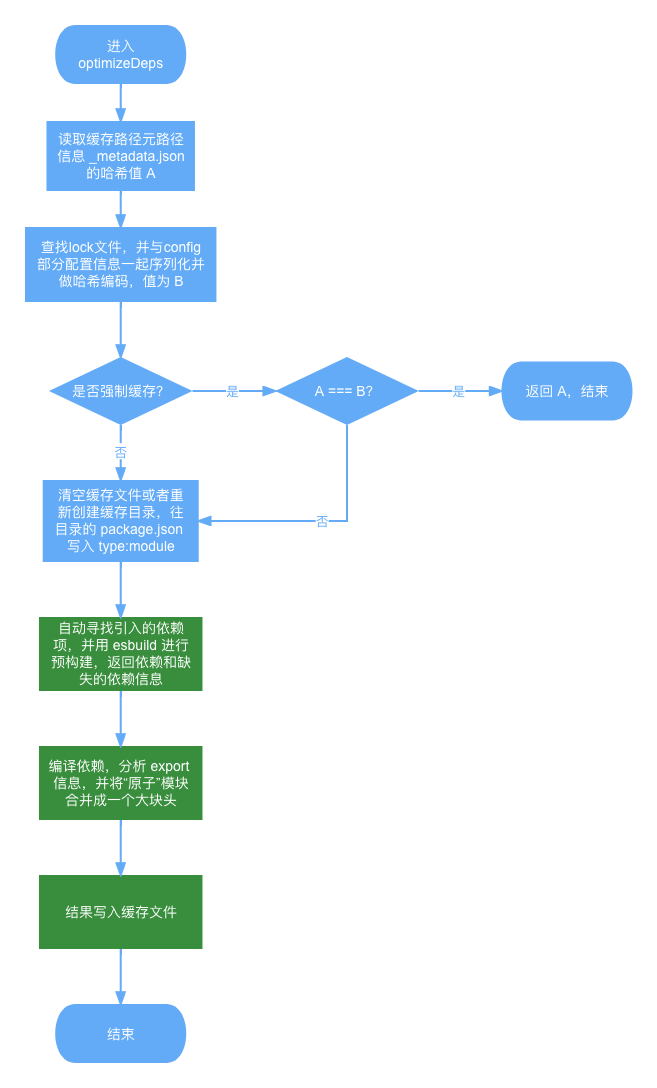 进入
optimizeDeps
读取缓存路径元路径
信息 _metadata.json
的哈希值 A
查找lock文件，并与config
部分配置信息一起序列化并
做哈希编码，值为 B
是否强制缓存?
是
A === B?
是
返回 A，结束
否
清空缓存文件或者重
新创建缓存目录，往
目录的 package.json
写入 type:module
否
自动寻找引入的依赖
项，并用 esbuild 进行
预构建，返回依赖和缺
失的依赖信息
编译依赖，分析 export
信息，并将“原子”模块
合并成一个大块头
结果写入缓存文件
结束